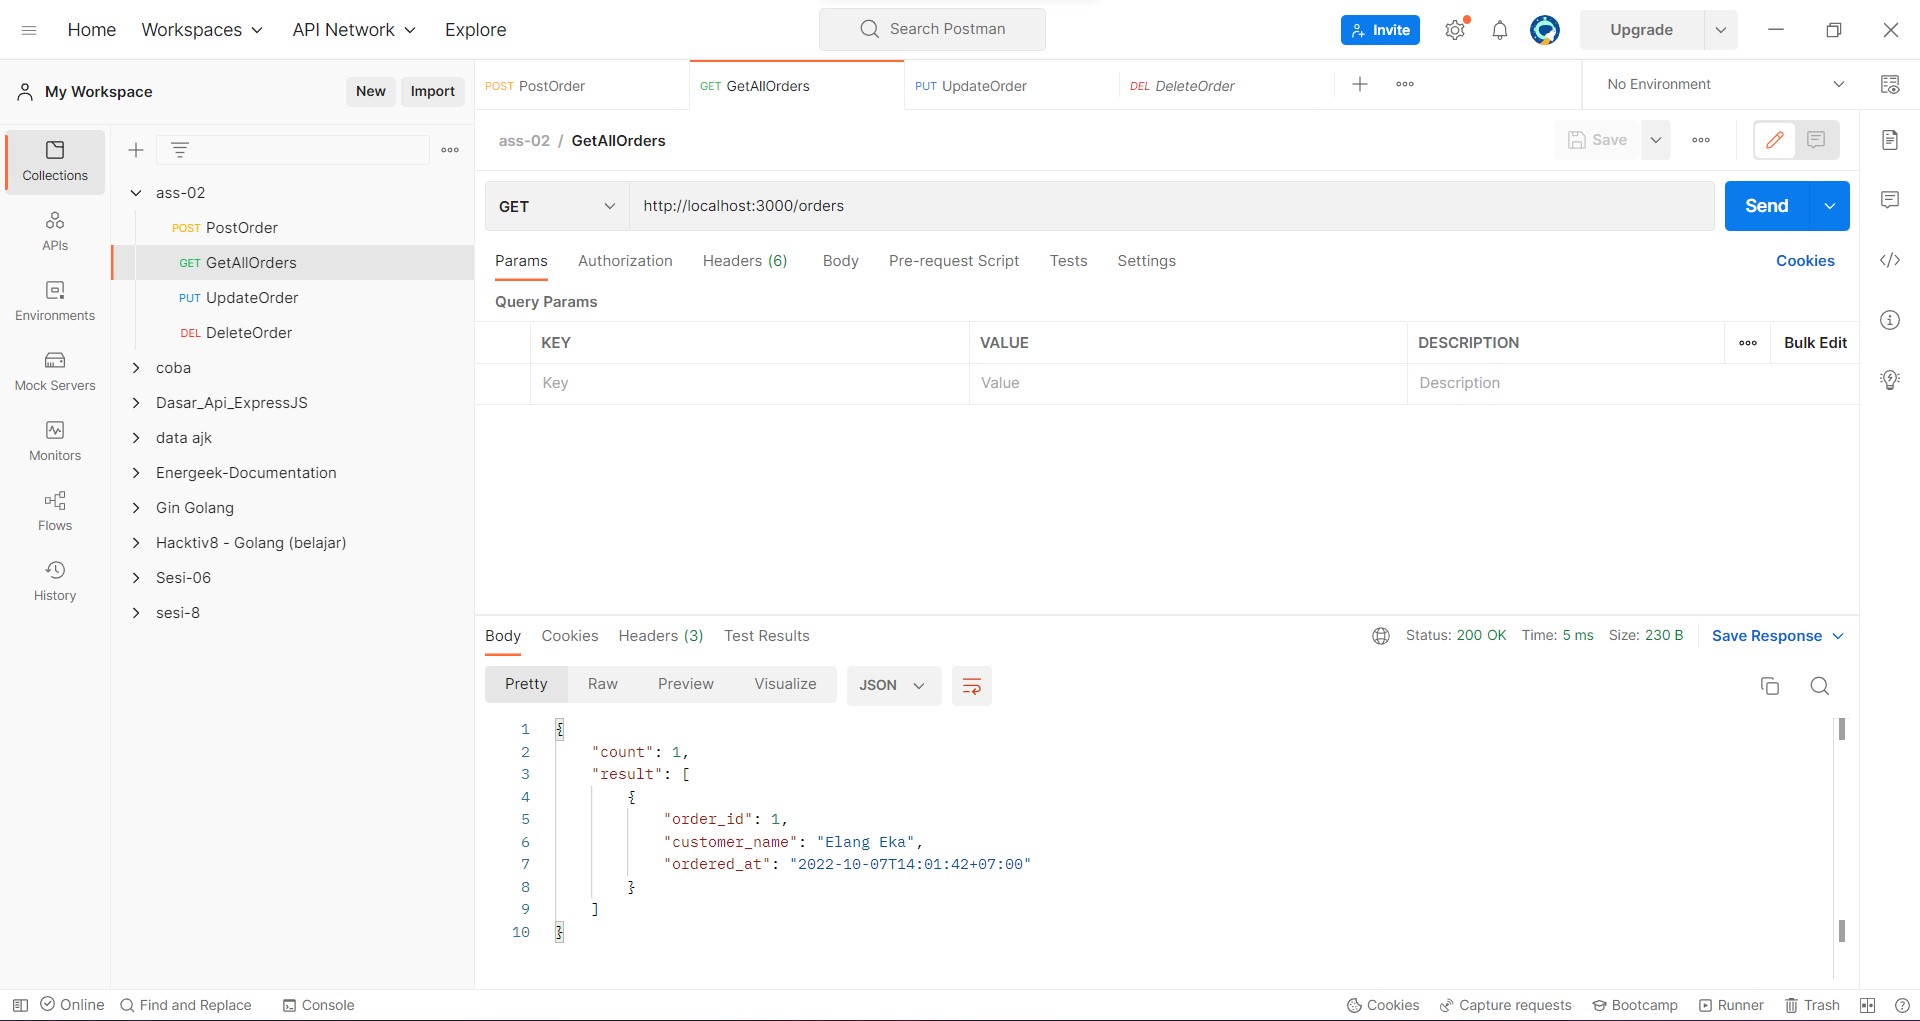 Home Workspaces API Network Explore Search Postman Invite Upgrade
My Workspace New Import
POST PostOrder GET GetAllOrders PUT UpdateOrder DEL DeleteOrder No Environment
Collections
APIs
Environments
Mock Servers
Monitors
Flows
History
ass-02
POST PostOrder
GET GetAllOrders
PUT UpdateOrder
DEL DeleteOrder
coba
Dasar_Api_ExpressJS
data ajk
Energeek-Documentation
Gin Golang
Hacktiv8 - Golang (belajar)
Sesi-06
sesi-8
ass-02 / GetAllOrders Save
GET http://localhost:3000/orders Send
Params Authorization Headers (6) Body Pre-request Script Tests Settings Cookies
Query Params
KEY VALUE DESCRIPTION Bulk Edit
Key Value Description
Body Cookies Headers (3) Test Results Status: 200 OK Time: 5 ms Size: 230 B Save Response
Pretty Raw Preview Visualize JSON
1 {
2 "count": 1,
3 "result": [
4 {
5 "order_id": 1,
6 "customer_name": "Elang Eka",
7 "ordered_at": "2022-10-07T14:01:42+07:00"
8 }
9 ]
10 }
Online Find and Replace Console Cookies Capture requests Bootcamp Runner Trash